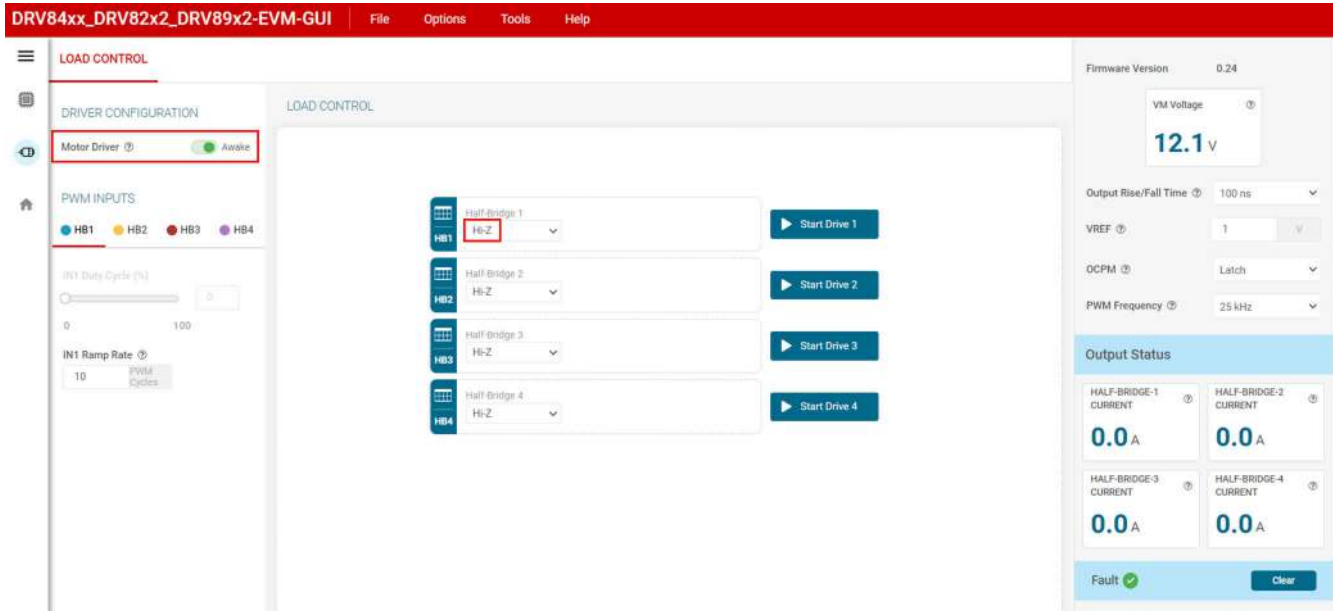 DRV84xx_DRV82x2_DRV89x2-EVM-GUI File Options Tools Help
LOAD CONTROL
DRIVER CONFIGURATION
Motor Driver Awake
PWM INPUTS
HB1 HB2 HB3 HB4
IN1 Duty Cycle (%)
0
0 100
IN1 Ramp Rate
10 PWM Cycles
LOAD CONTROL
Half-Bridge 1
HB1 Hi-Z
Start Drive 1
Half-Bridge 2
HB2 Hi-Z
Start Drive 2
Half-Bridge 3
HB3 Hi-Z
Start Drive 3
Half-Bridge 4
HB4 Hi-Z
Start Drive 4
Firmware Version 0.24
VM Voltage
12.1 V
Output Rise/Fall Time 100 ns
VREF 1 V
OCPM Latch
PWM Frequency 25 kHz
Output Status
HALF-BRIDGE-1
CURRENT
0.0 A
HALF-BRIDGE-2
CURRENT
0.0 A
HALF-BRIDGE-3
CURRENT
0.0 A
HALF-BRIDGE-4
CURRENT
0.0 A
Fault Clear